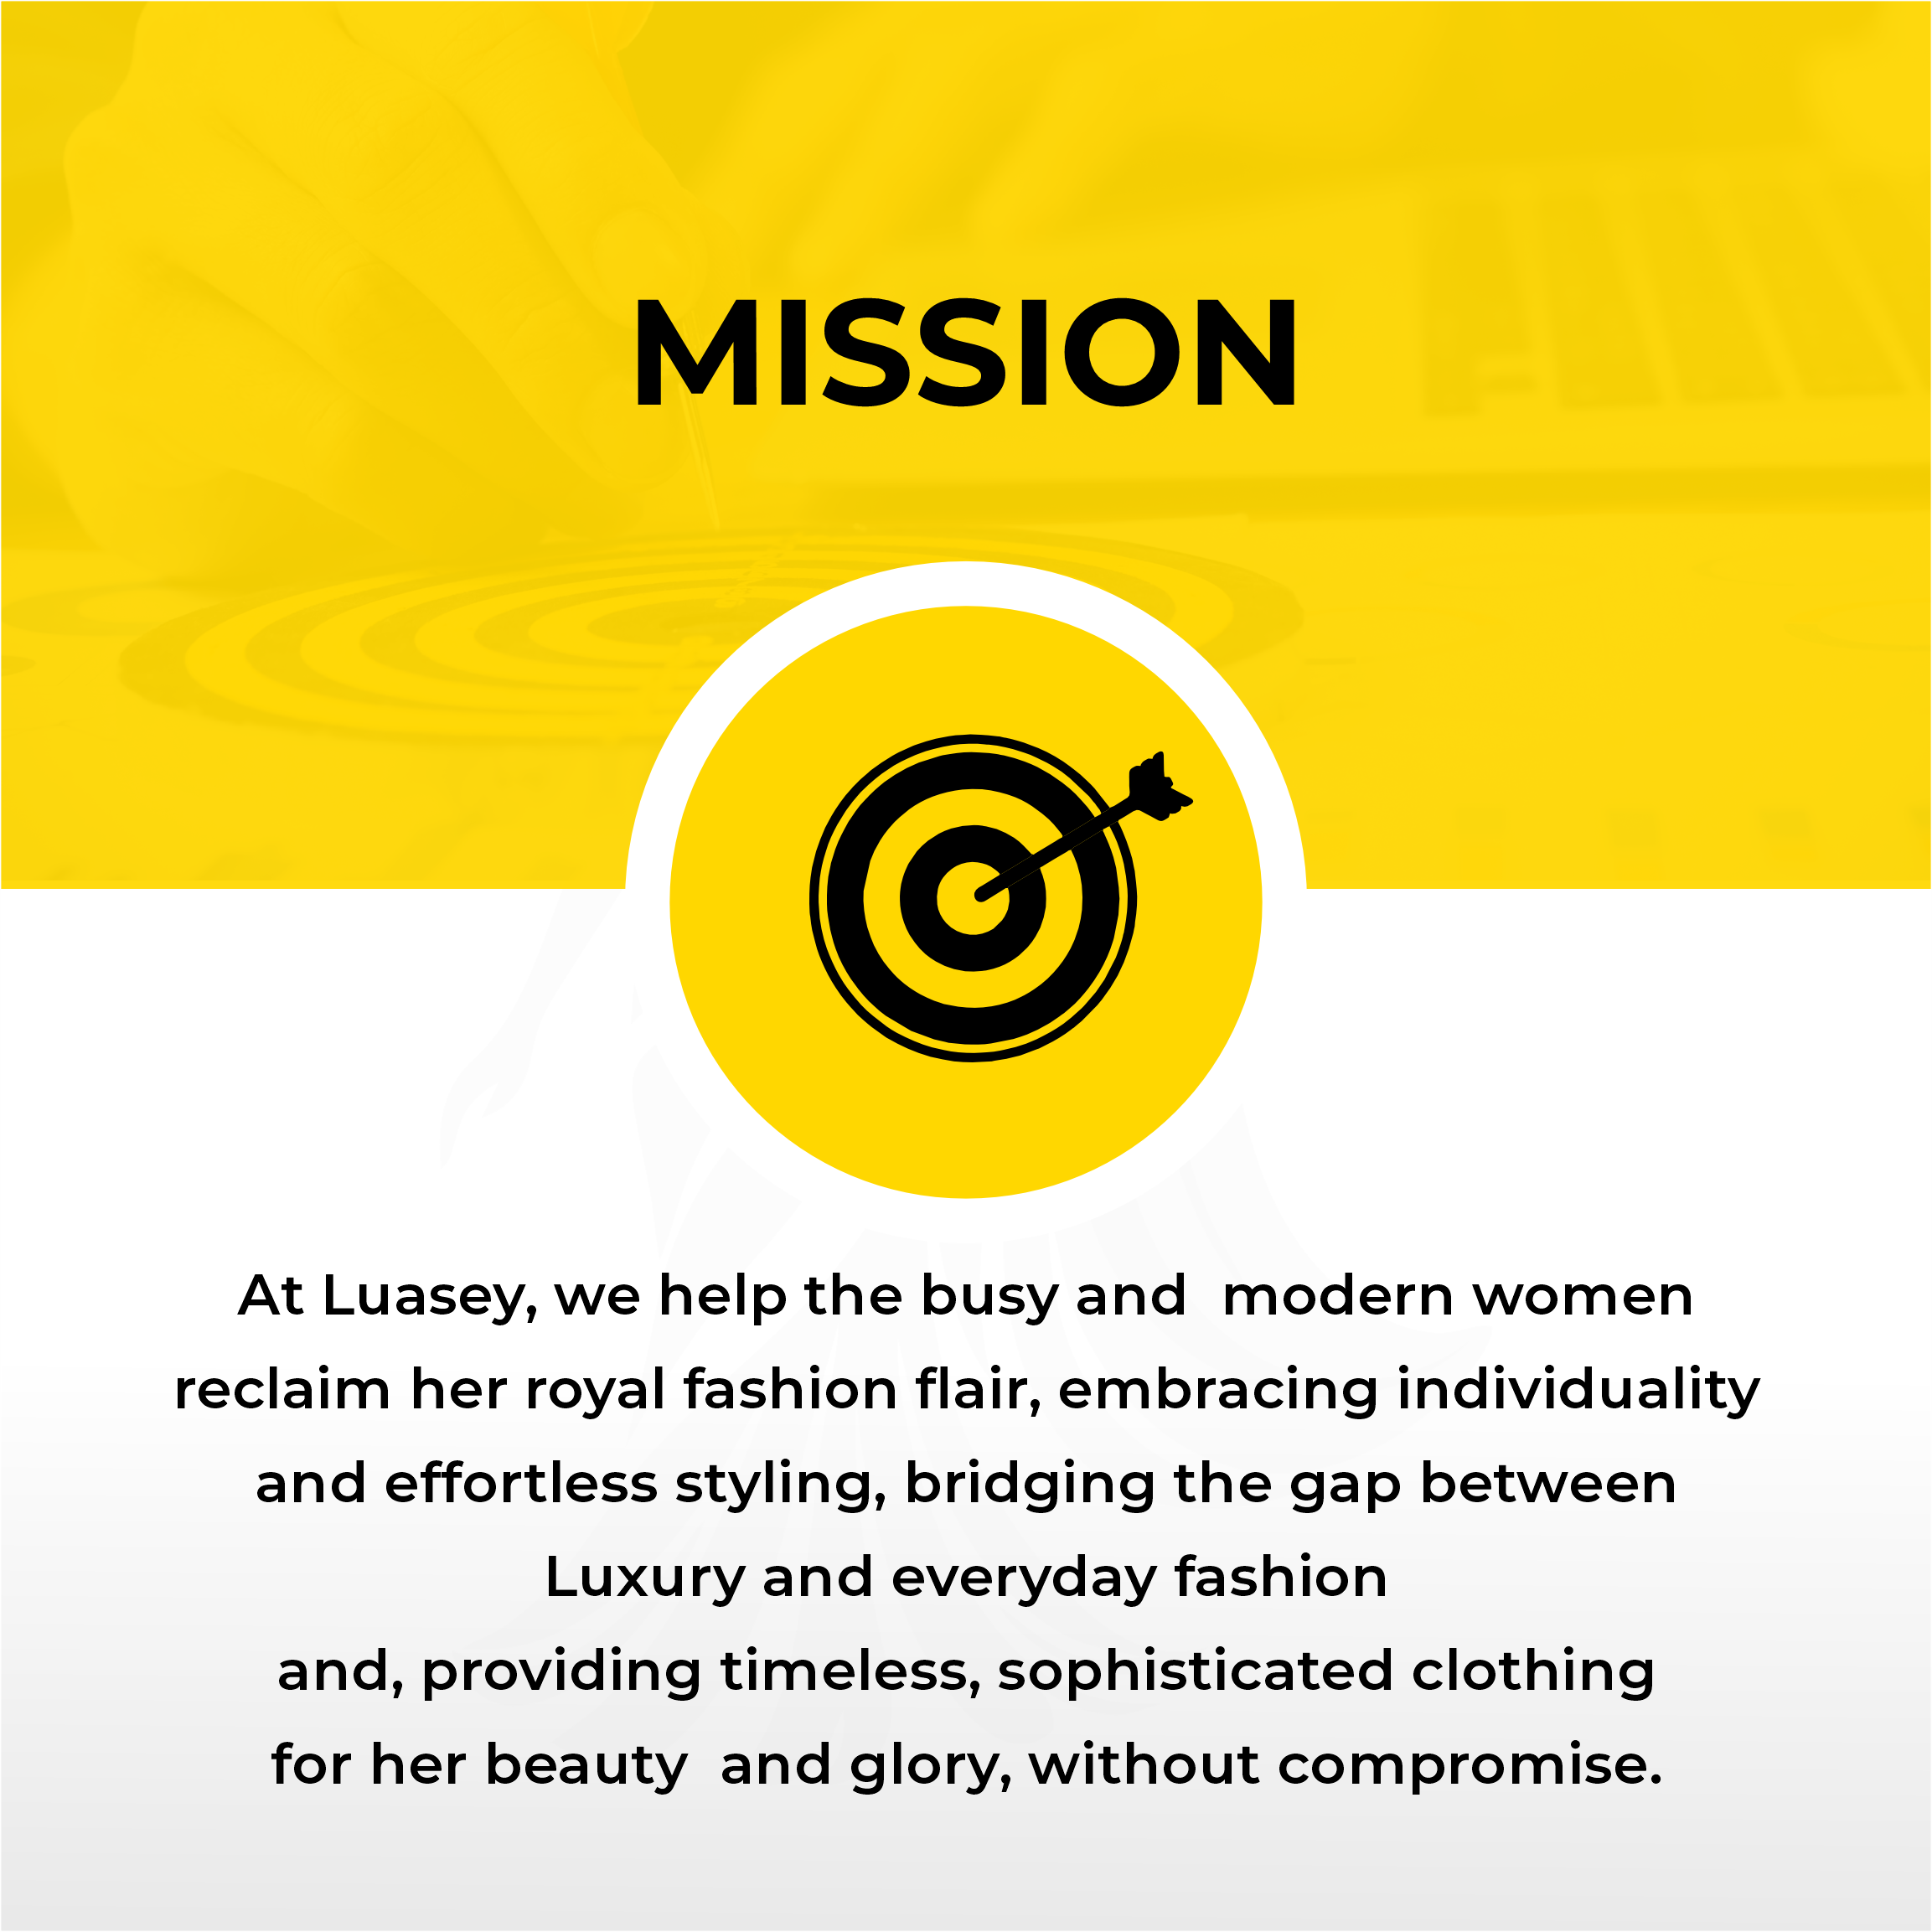 MISSION
At Luasey, we help the busy and  modern women
reclaim her royal fashion flair, embracing individuality
and effortless styling, bridging the gap between
Luxury and everyday fashion
and, providing timeless, sophisticated clothing
for her beauty  and glory, without compromise.